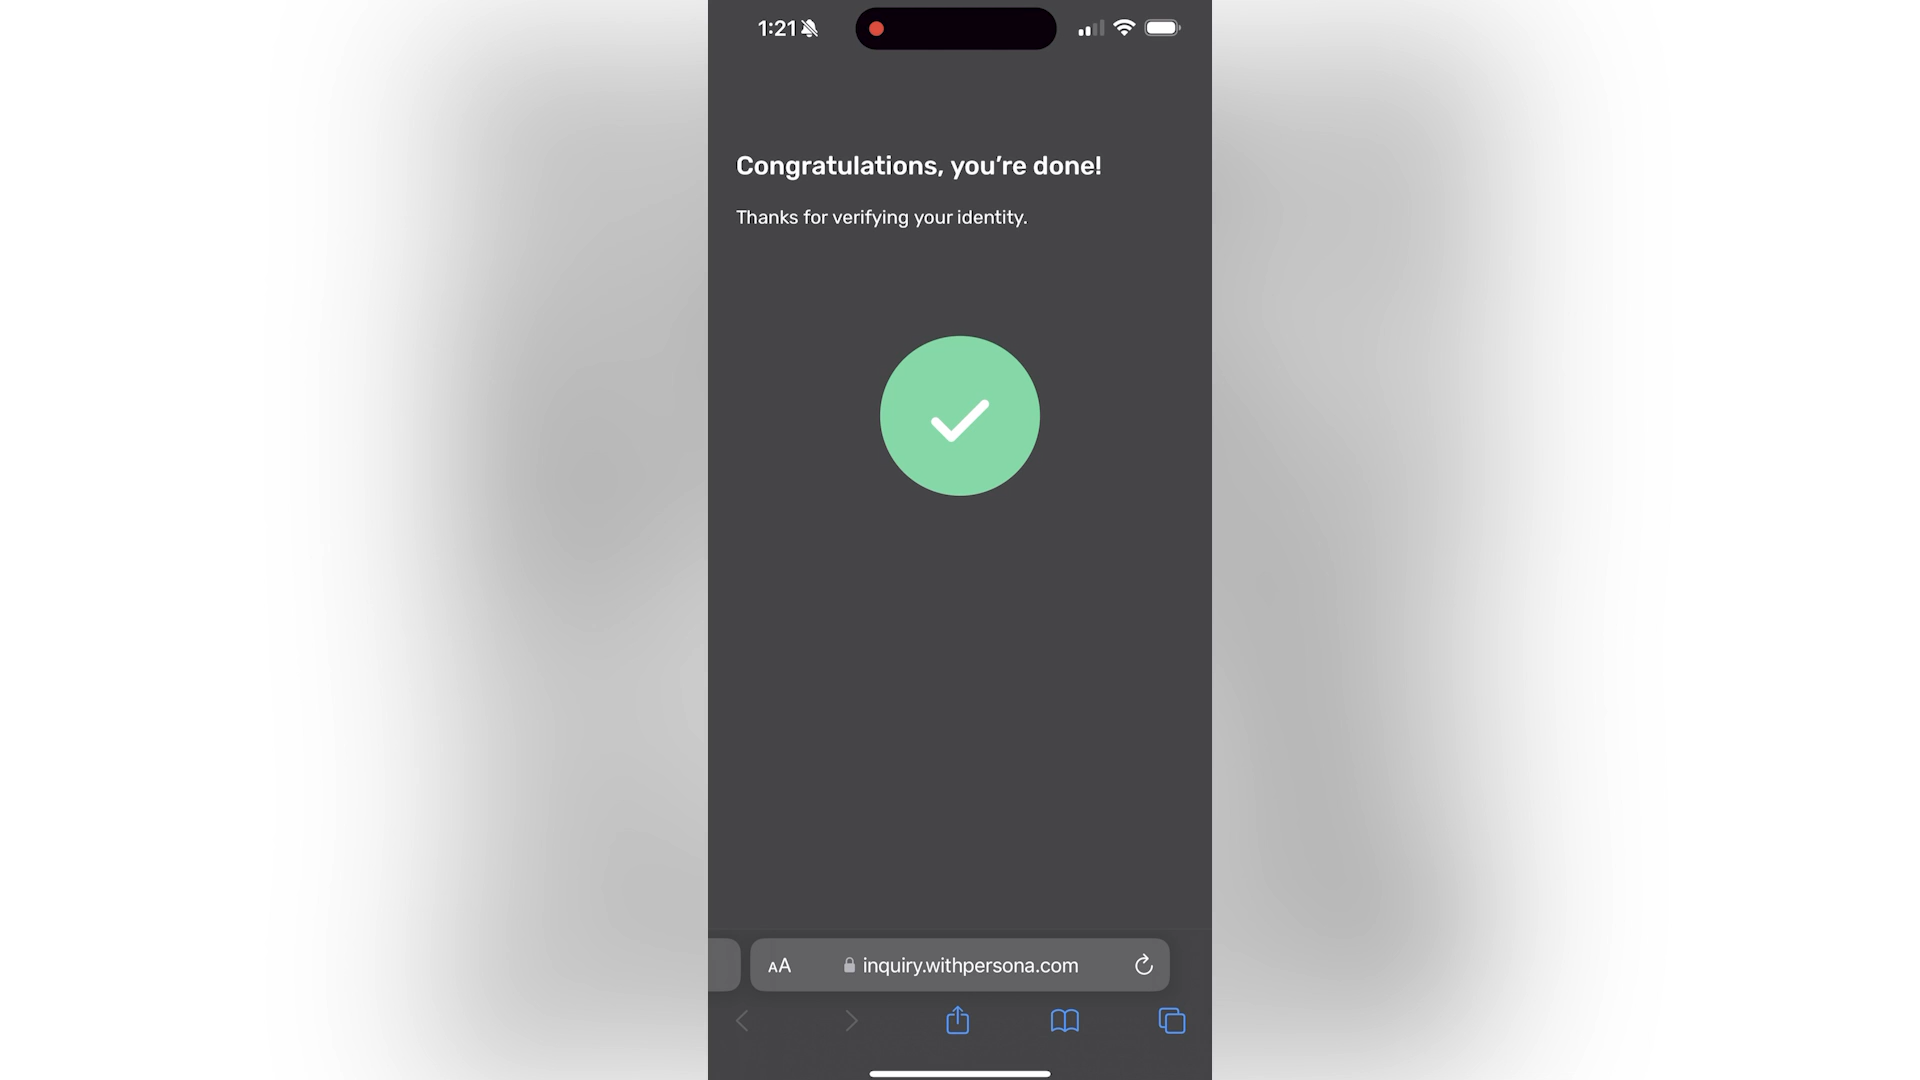 1:21
Congratulations, you’re done!
Thanks for verifying your identity.
AA
inquiry.withpersona.com